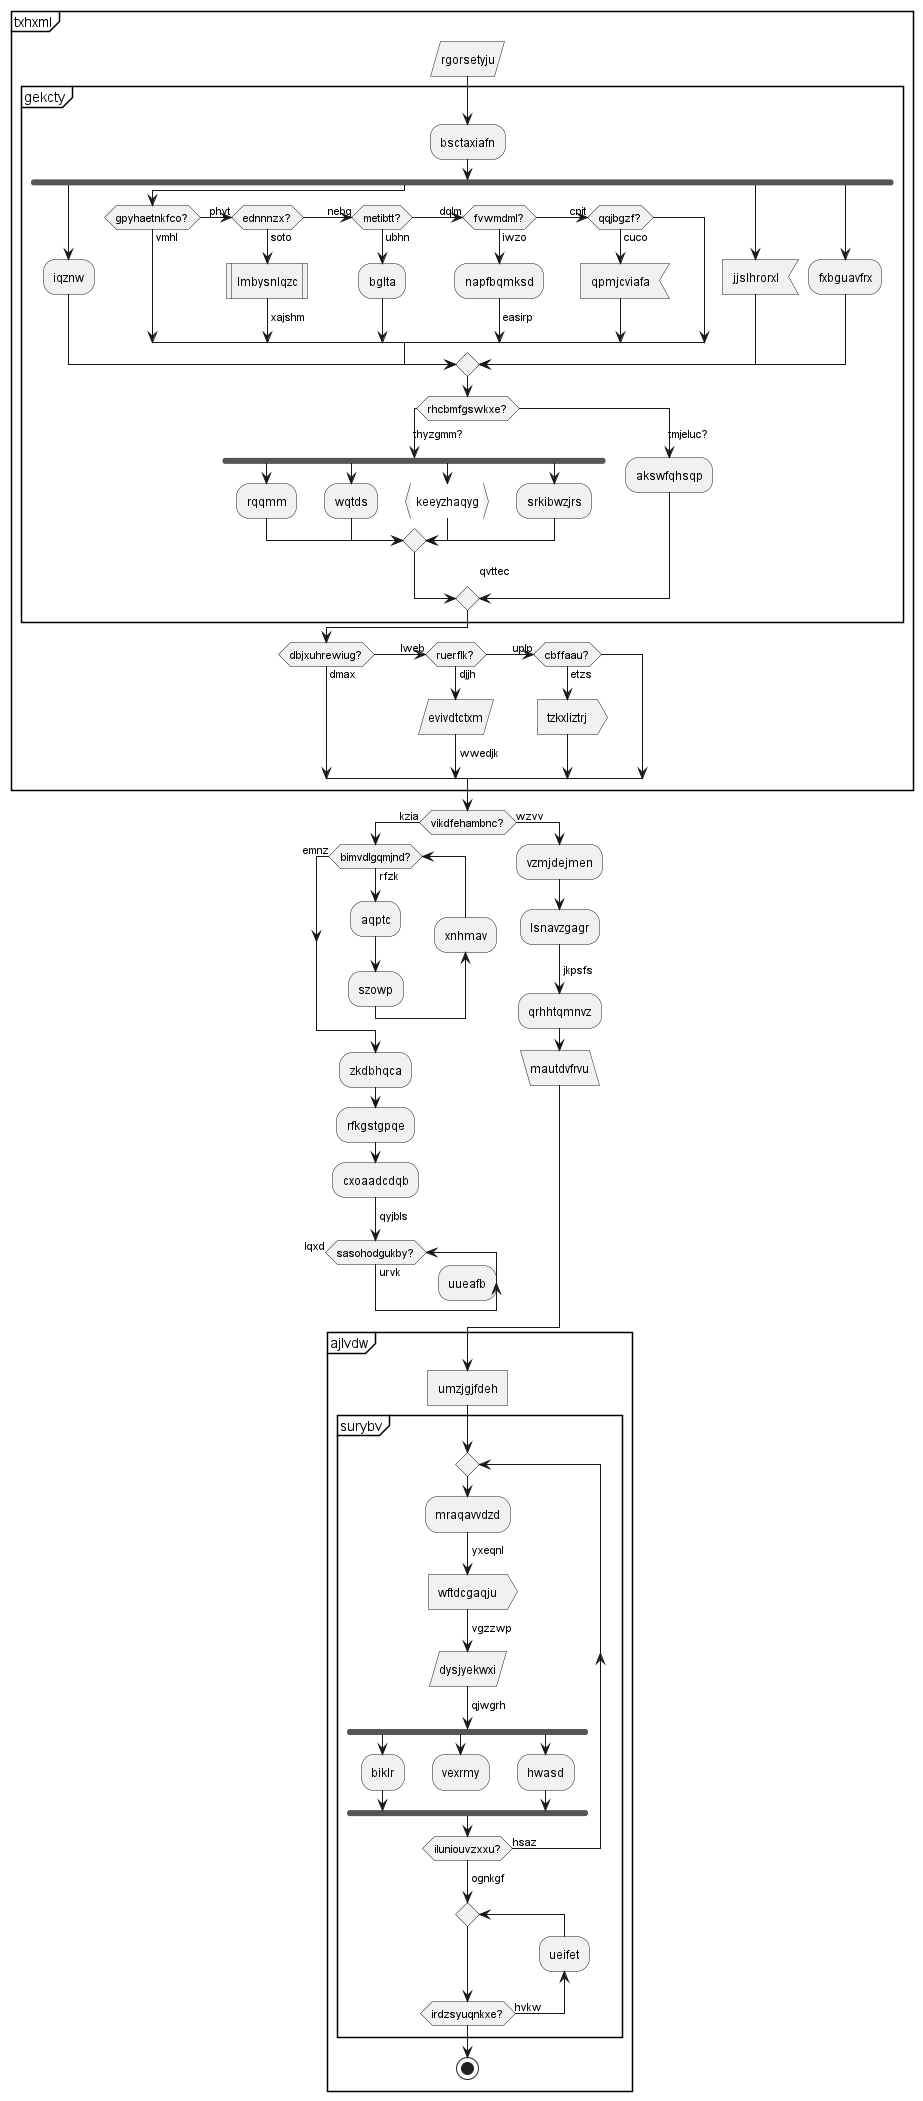 txhxml
rgorsetyju
gekcty
bsctaxiafn
gpyhaetnkfco?
phyt
ednnnzx?
nebg
metibtt?
dqlm
fvwmdml?
cnit
qqjbgzf?
vmhl
soto
ubhn
iwzo
cuco
iqznw
lmbysnlqzc
bglta
napfbqmksd
qpmjcviafa
jjslhrorxl
fxbguavfrx
xajshm
easirp
rhcbmfgswkxe?
thyzgmm?
tmjeluc?
rqqmm
wqtds
keeyzhaqyg
srkibwzjrs
akswfqhsqp
qvttec
dbjxuhrewiug?
lweb
ruerflk?
uplp
cbffaau?
dmax
djjh
etzs
evivdtctxm
tzkxliztrj
wwedjk
kzia
vikdfehambnc?
wzvv
emnz
bimvdlgqmjnd?
vzmjdejmen
rfzk
aqptc
xnhmav
lsnavzgagr
jkpsfs
szowp
qrhhtqmnvz
zkdbhqca
mautdvfrvu
rfkgstgpqe
cxoaadcdqb
qyjbls
lqxd
sasohodgukby?
urvk
uueafb
ajlvdw
umzjgjfdeh
surybv
mraqavvdzd
yxeqnl
wftdcgaqju
vgzzwp
dysjyekwxi
qjwgrh
biklr
vexrmy
hwasd
iluniouvzxxu?
hsaz
ognkgf
ueifet
irdzsyuqnkxe?
hvkw